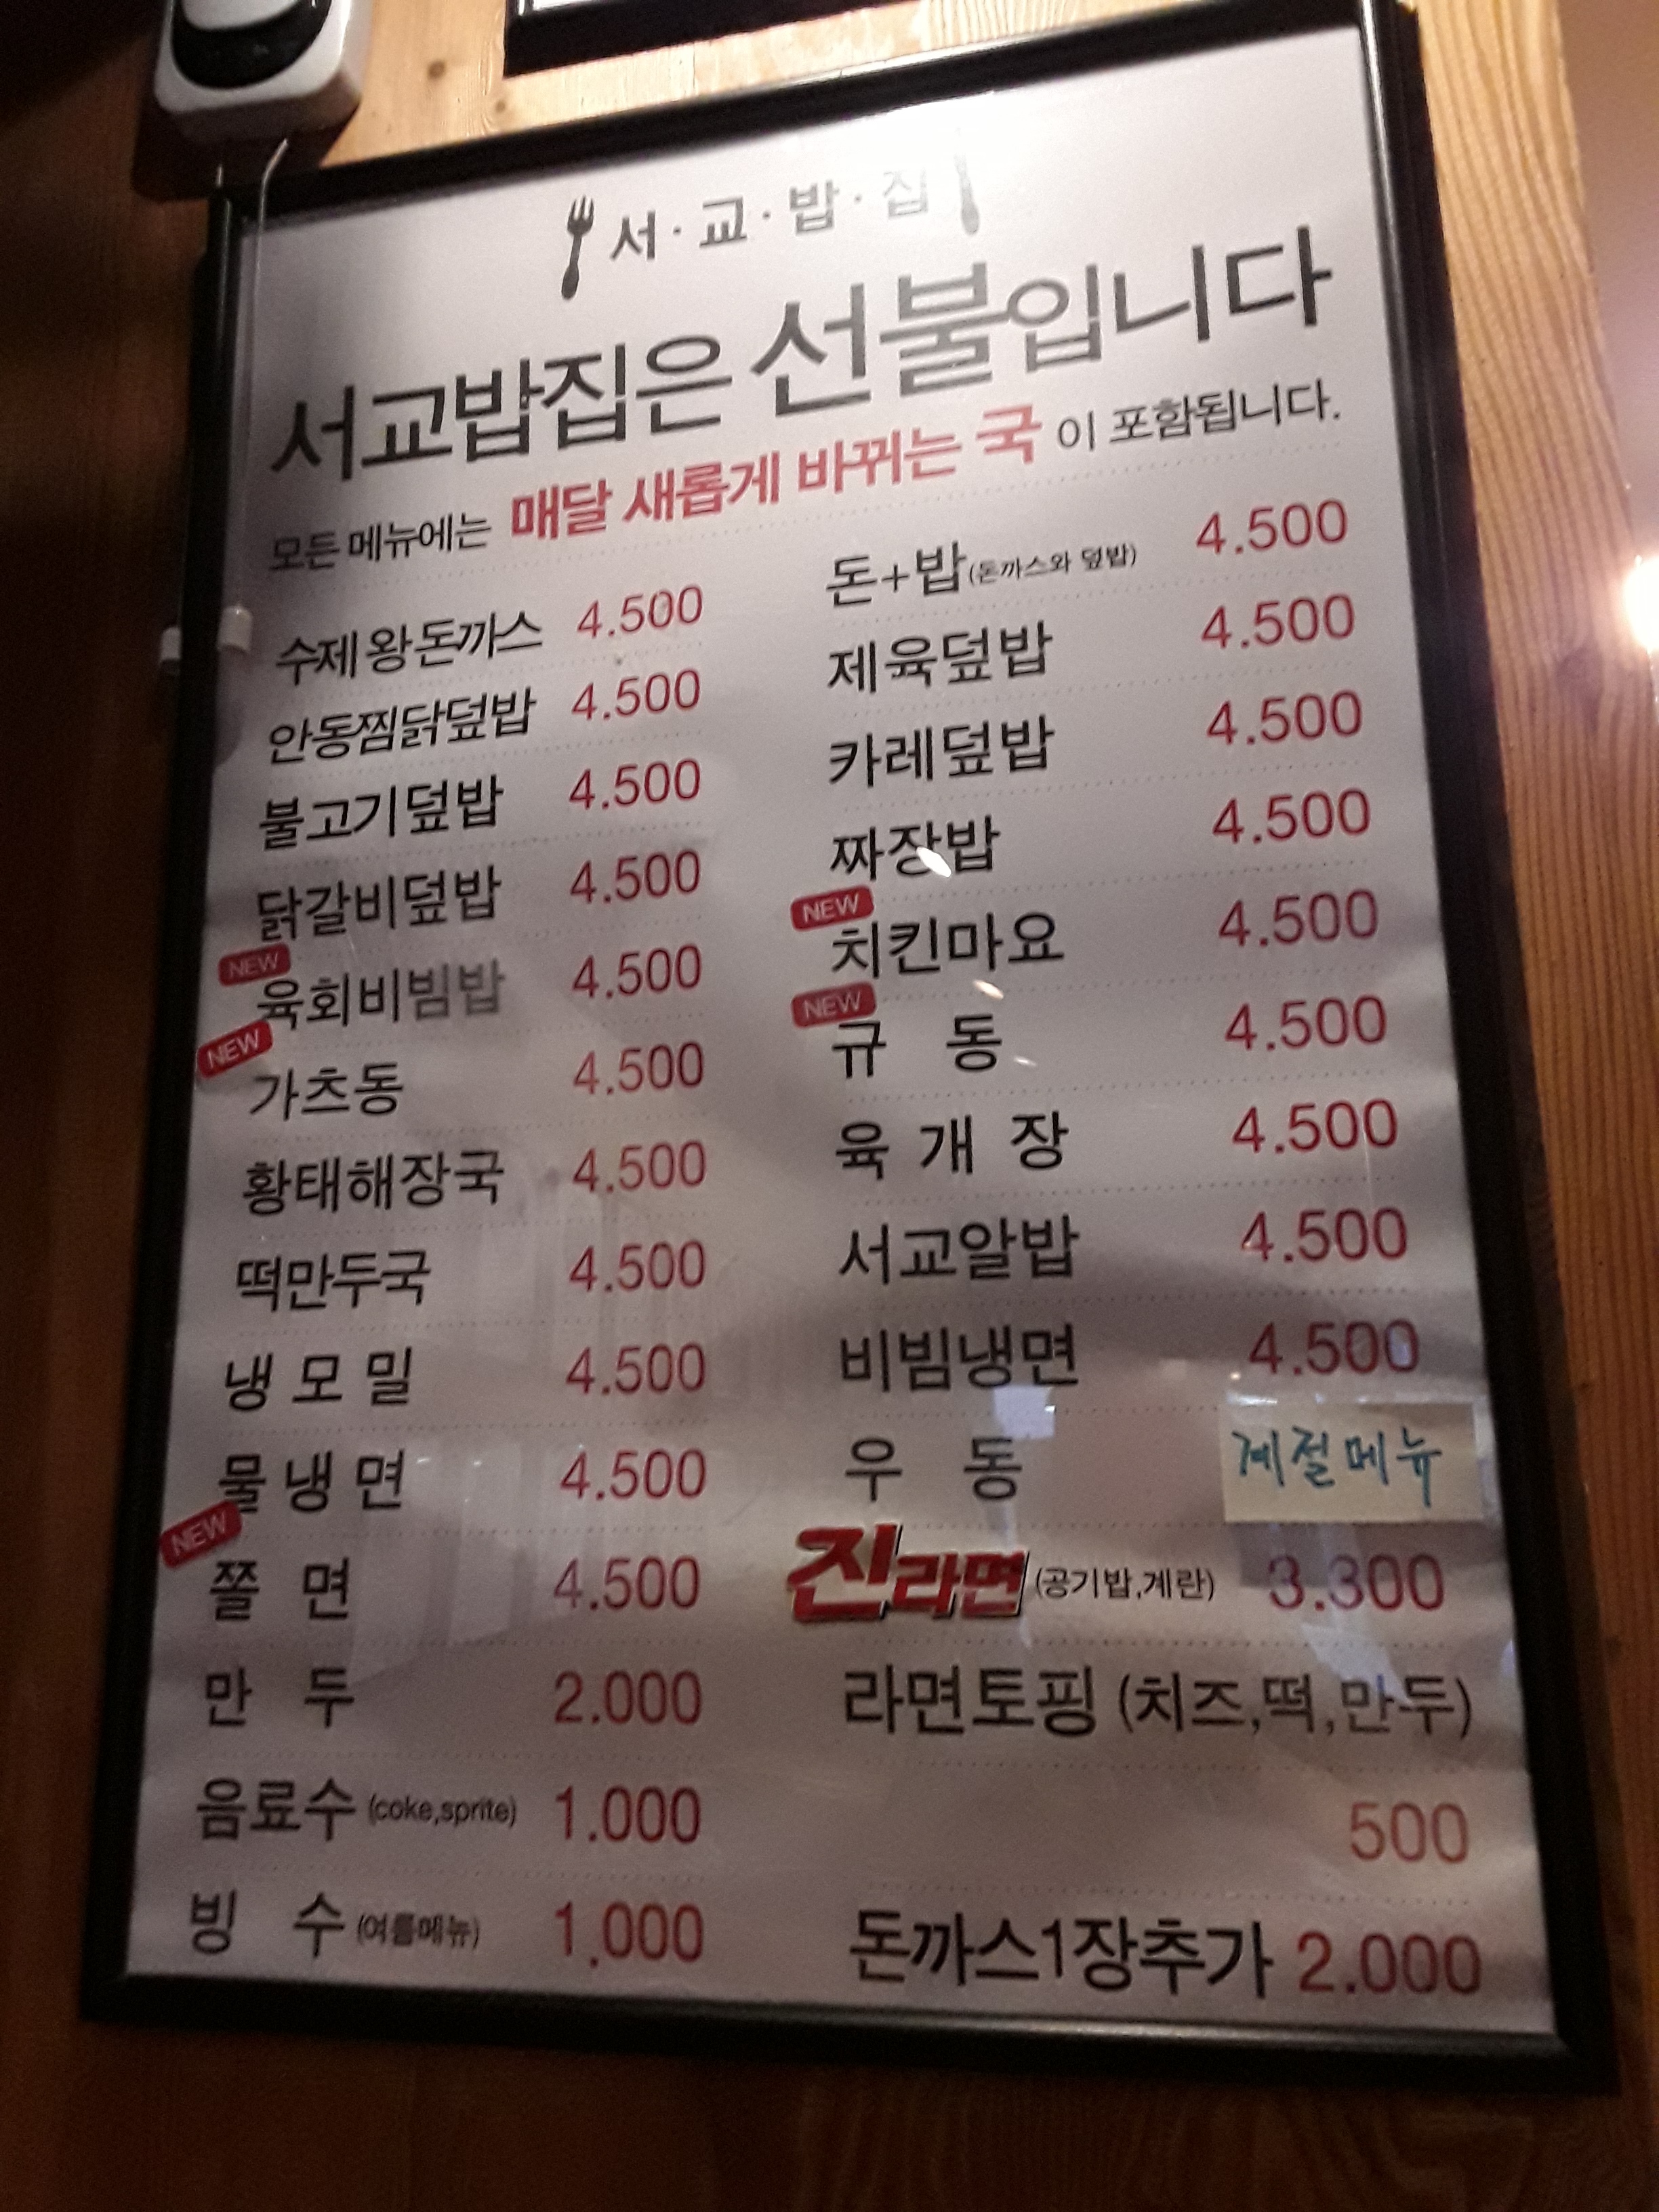 서·교·밥·집
서교밥집은 선불입니다
모든 메뉴에는 매달 새롭게 바뀌는 국이 포함됩니다.
수제왕돈까스 4.500
안동찜닭덮밥 4.500
불고기덮밥 4.500
닭갈비덮밥 4.500
NEW
육회비빔밥 4.500
NEW
가츠동 4.500
황태해장국 4.500
떡만두국 4.500
냉모밀 4.500
물냉면 4.500
NEW
쫄면 4.500
만두 2.000
음료수 (coke,sprite) 1.000
빙수 (여름메뉴) 1.000
돈+밥(돈까스와 덮밥) 4.500
제육덮밥 4.500
카레덮밥 4.500
짜장밥 4.500
NEW
치킨마요 4.500
NEW
규동 4.500
육개장 4.500
서교알밥 4.500
비빔냉면 4.500
우동 계절메뉴
진라면 (공기밥,계란) 3.300
라면토핑 (치즈,떡,만두)
500
돈까스1장추가 2.000